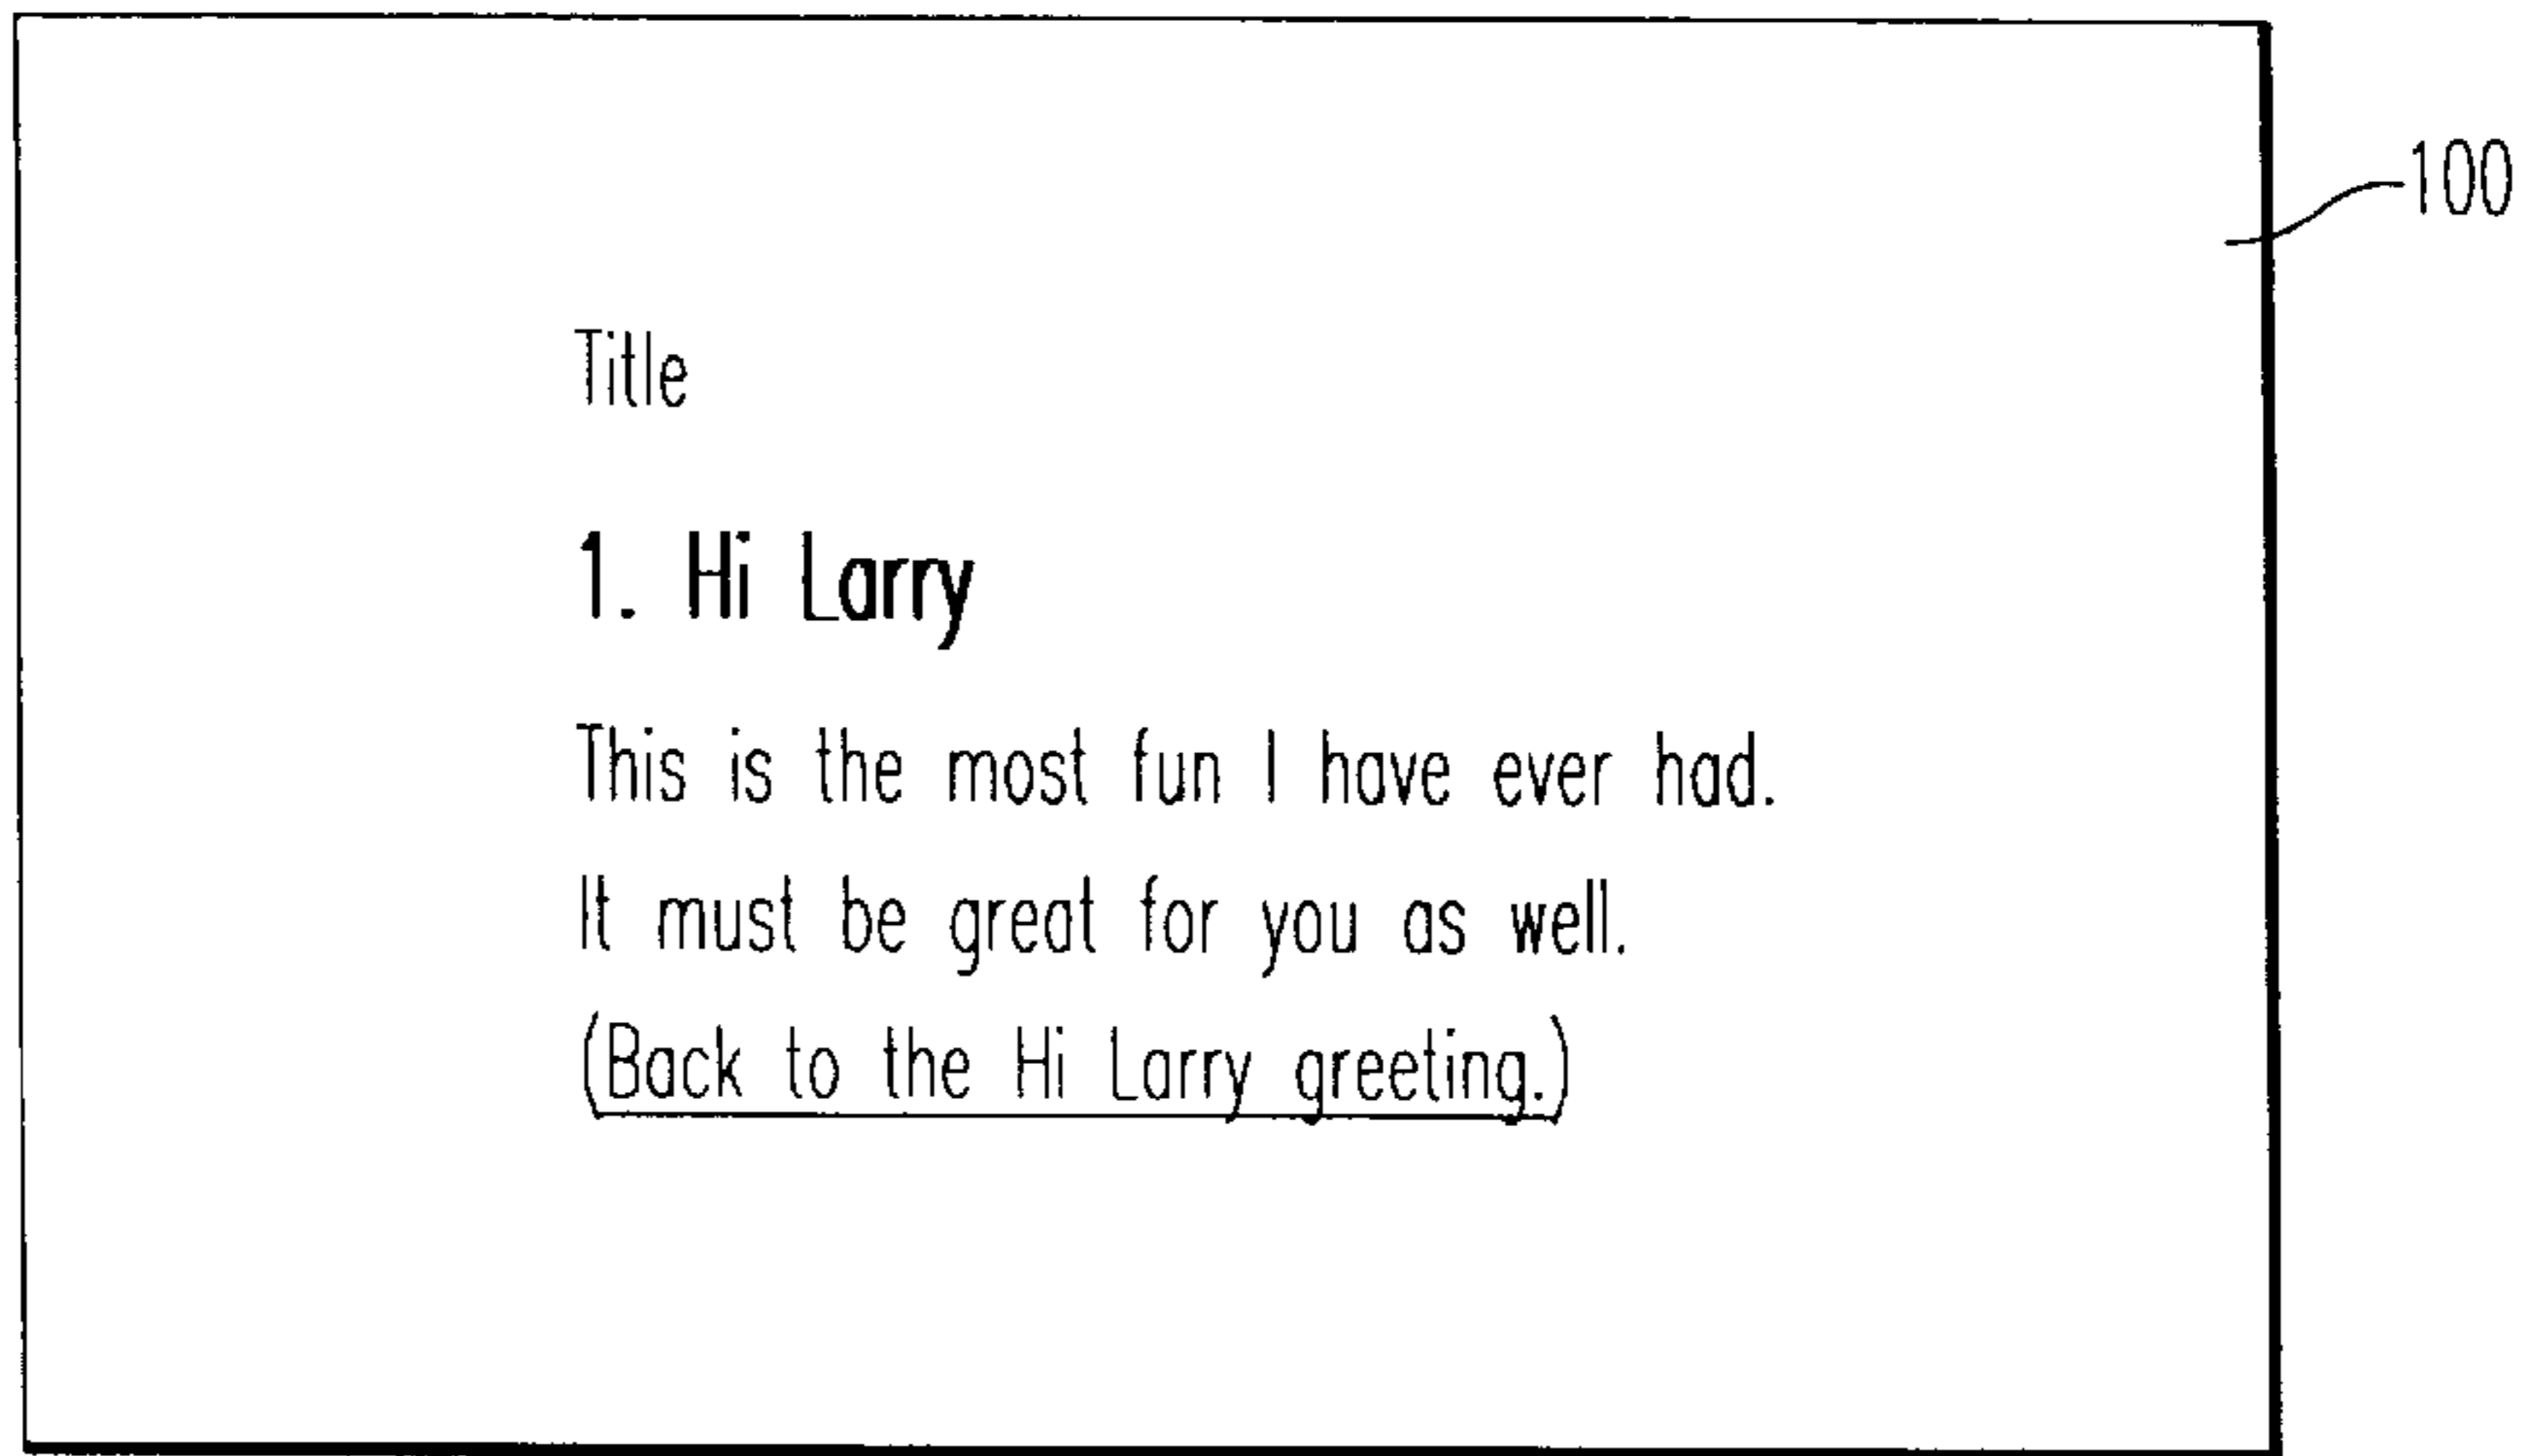 100
Title
1. Hi Larry
This is the most fun I have ever had.
It must be great for you as well.
(Back to the Hi Larry greeting.)